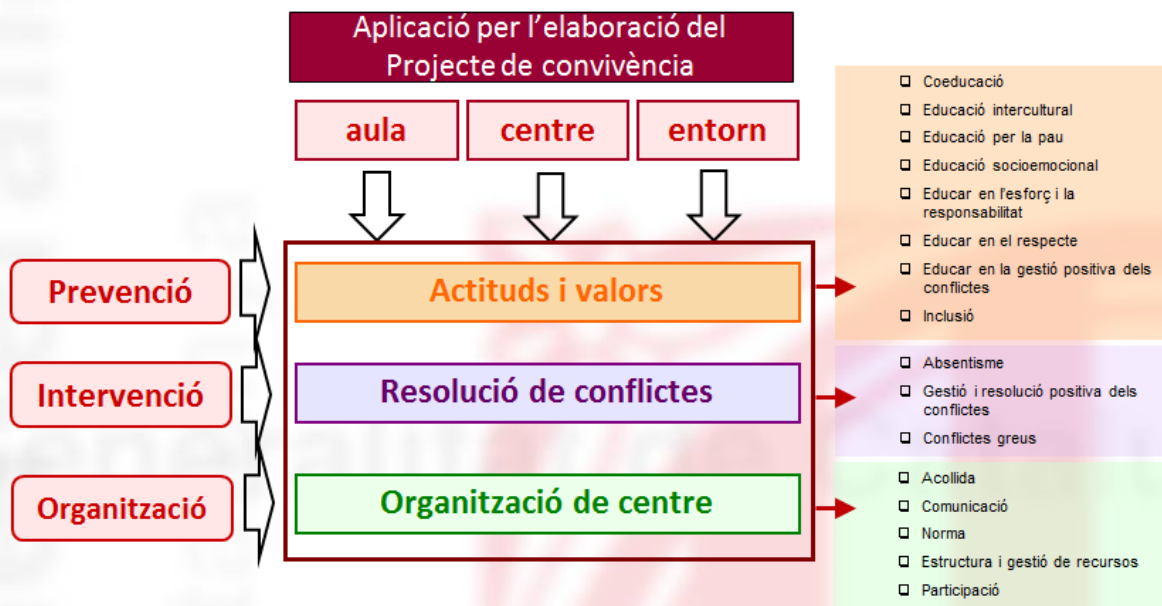 Aplicació per l'elaboració del
Projecte de convivència
aula
centre
entorn
Prevenció
Intervenció
Organització
Actituds i valors
Resolució de conflictes
Organització de centre
Coeducació
Educació intercultural
Educació per la pau
Educació socioemocional
Educar en l'esforç i la
responsabilitat
Educar en el respecte
Educar en la gestió positiva dels
conflictes
Inclusió
Absentisme
Gestió i resolució positiva dels
conflictes
Conflictes greus
Acollida
Comunicació
Norma
Estructura i gestió de recursos
Participació